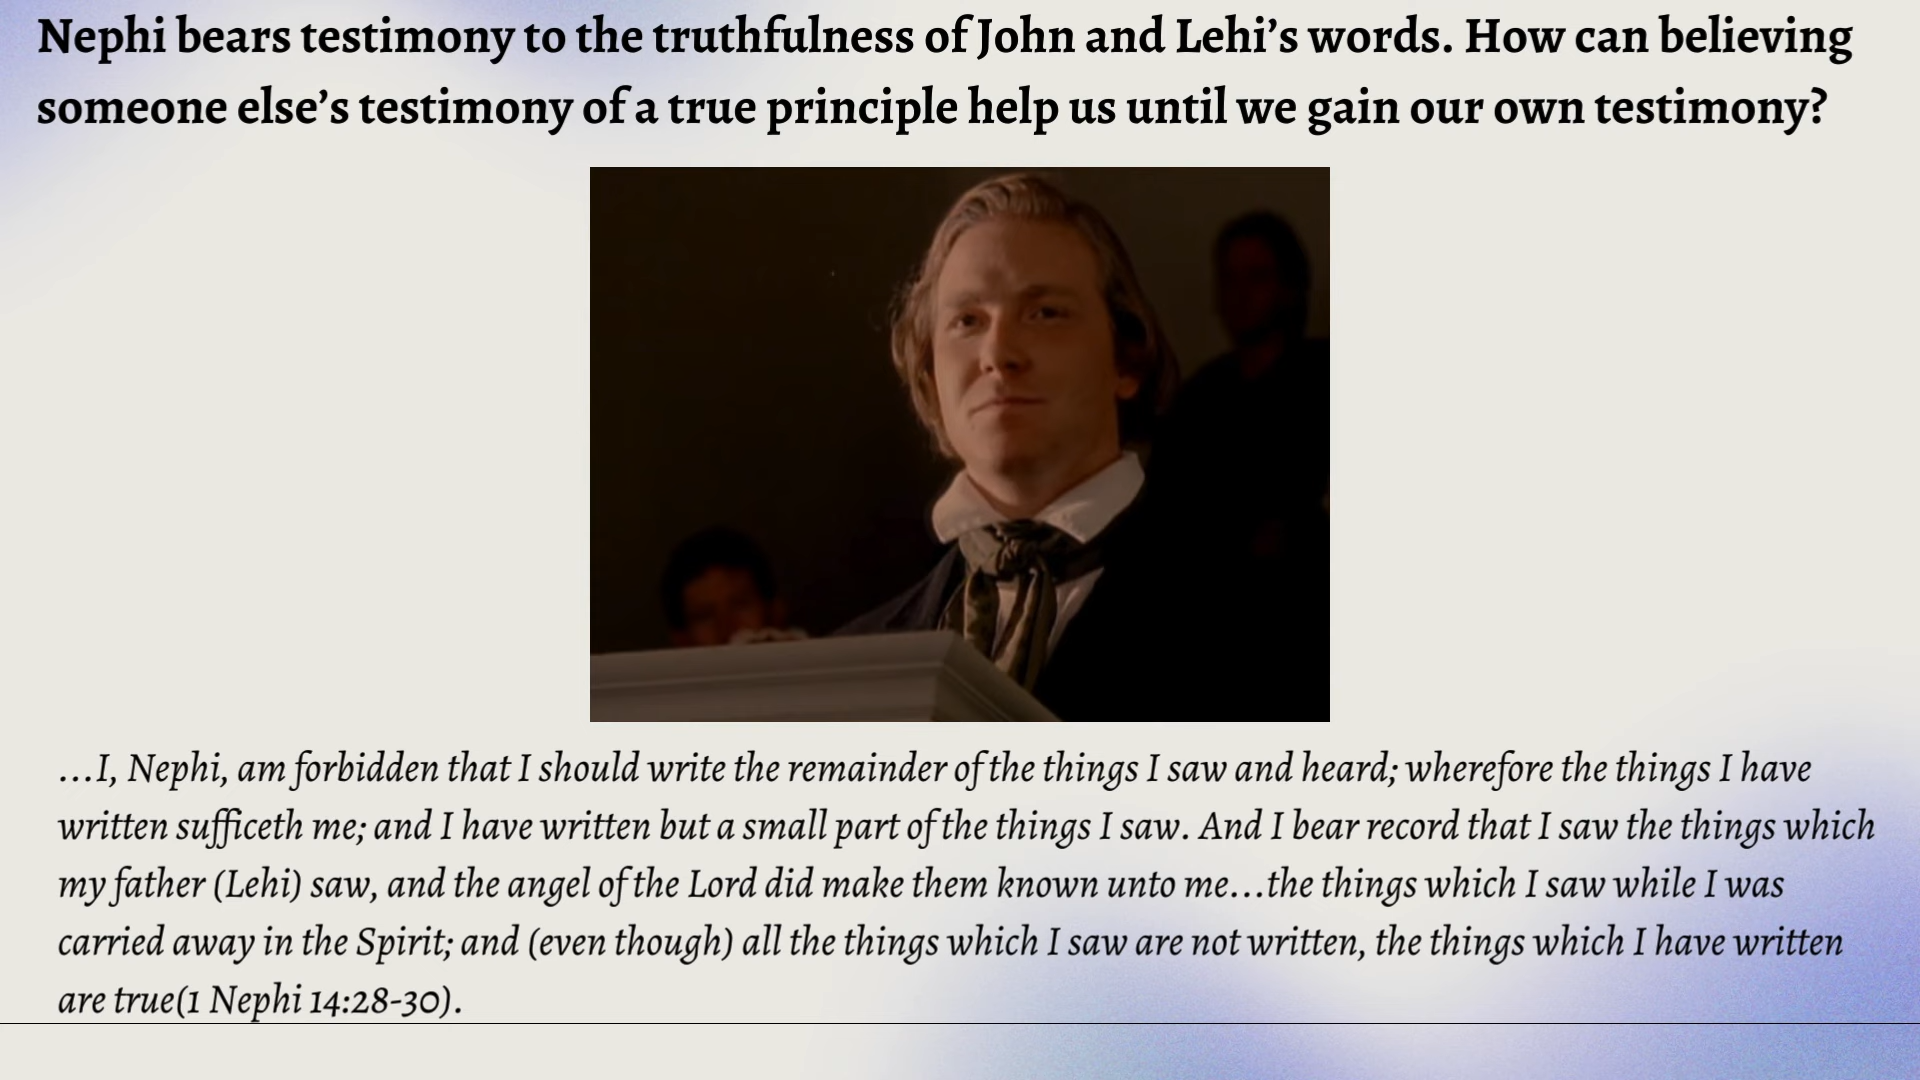 Nephi bears testimony to the truthfulness of John and Lehi’s words. How can believing
someone else’s testimony of a true principle help us until we gain our own testimony?
…I, Nephi, am forbidden that I should write the remainder of the things I saw and heard; wherefore the things I have
written sufficeth me; and I have written but a small part of the things I saw. And I bear record that I saw the things which
my father (Lehi) saw, and the angel of the Lord did make them known unto me…the things which I saw while I was
carried away in the Spirit; and (even though) all the things which I saw are not written, the things which I have written
are true(1 Nephi 14:28-30).